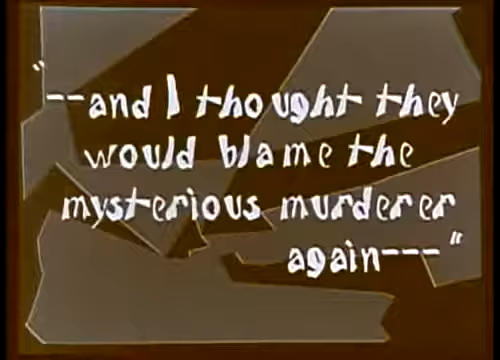 "--and I thought they
would blame the
mysterious murderer
again---"